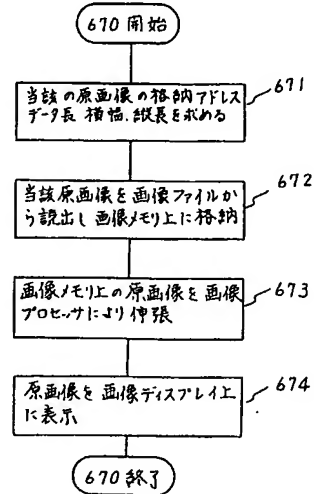 670 開始
当該の原画像の格納アドレス
データ長 横幅.縦長を求める
671
当該原画像を画像ファイルか
ら読出し画像メモリ上に格納
672
画像メモリ上の原画像を画像
プロセッサにより伸張
673
原画像を画像ディスプレイ上
に表示
674
670 終了